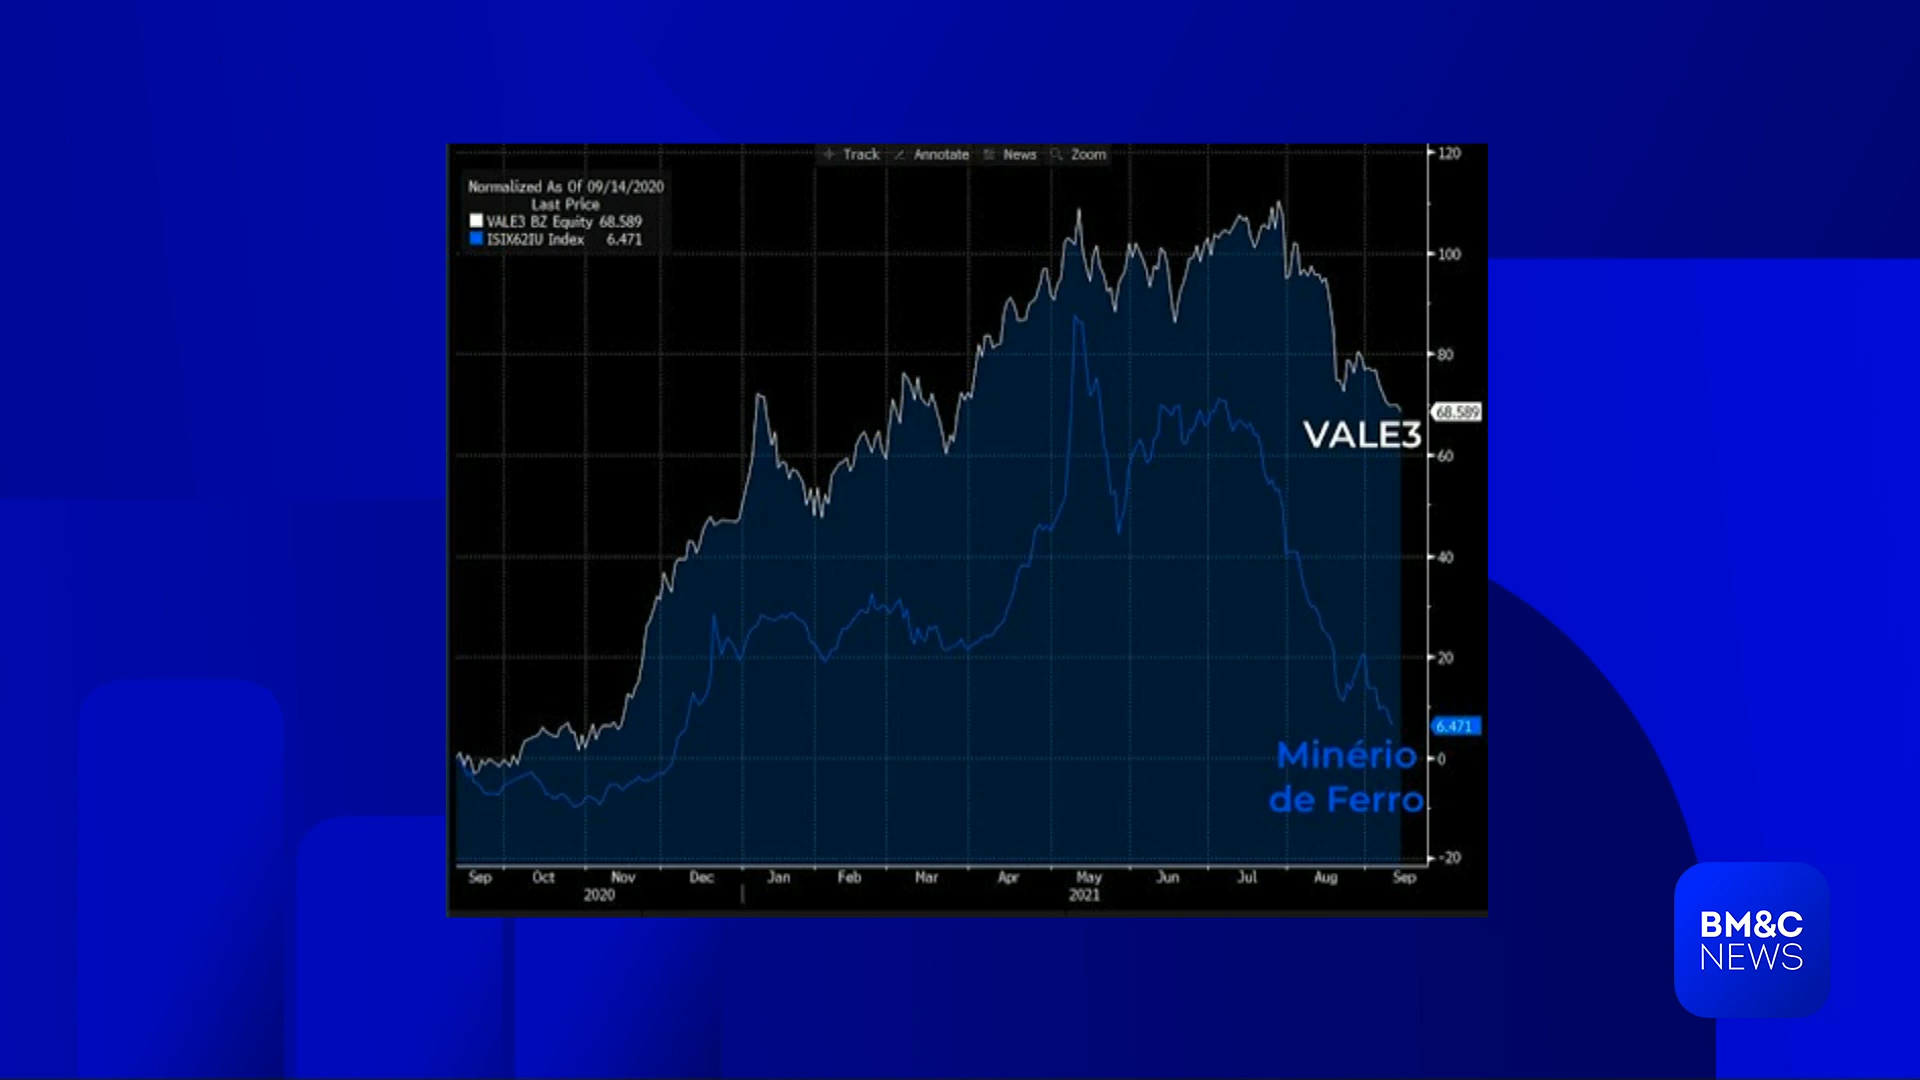 Track Annotate News Zoom
Normalized As Of 09/14/2020
Last Price
VALE3 BZ Equity 68.589
ISIX62IU Index 6.471
120
100
80
68.589
VALE3
60
40
20
6.471
Minério
de Ferro
0
-20
Sep Oct Nov Dec Jan Feb Mar Apr May Jun Jul Aug Sep
2020 2021
BM&C
NEWS